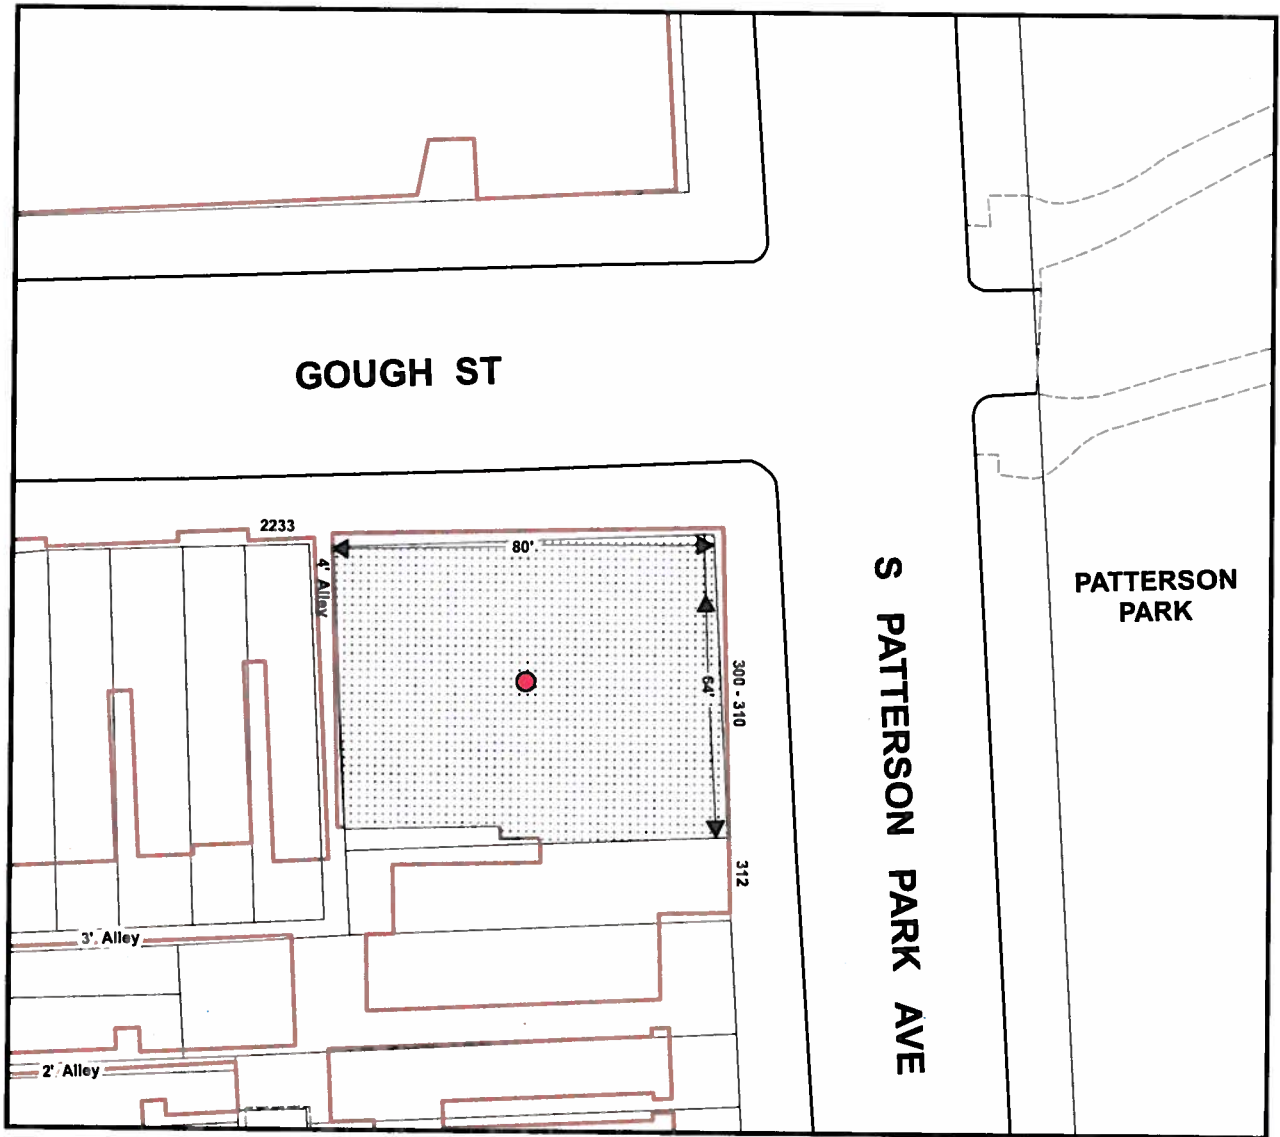 GOUGH ST
2233
80'.
4' Alley
S PATTERSON PARK AVE
PATTERSON
PARK
300 - 310
64'
312
3' Alley
2' Alley